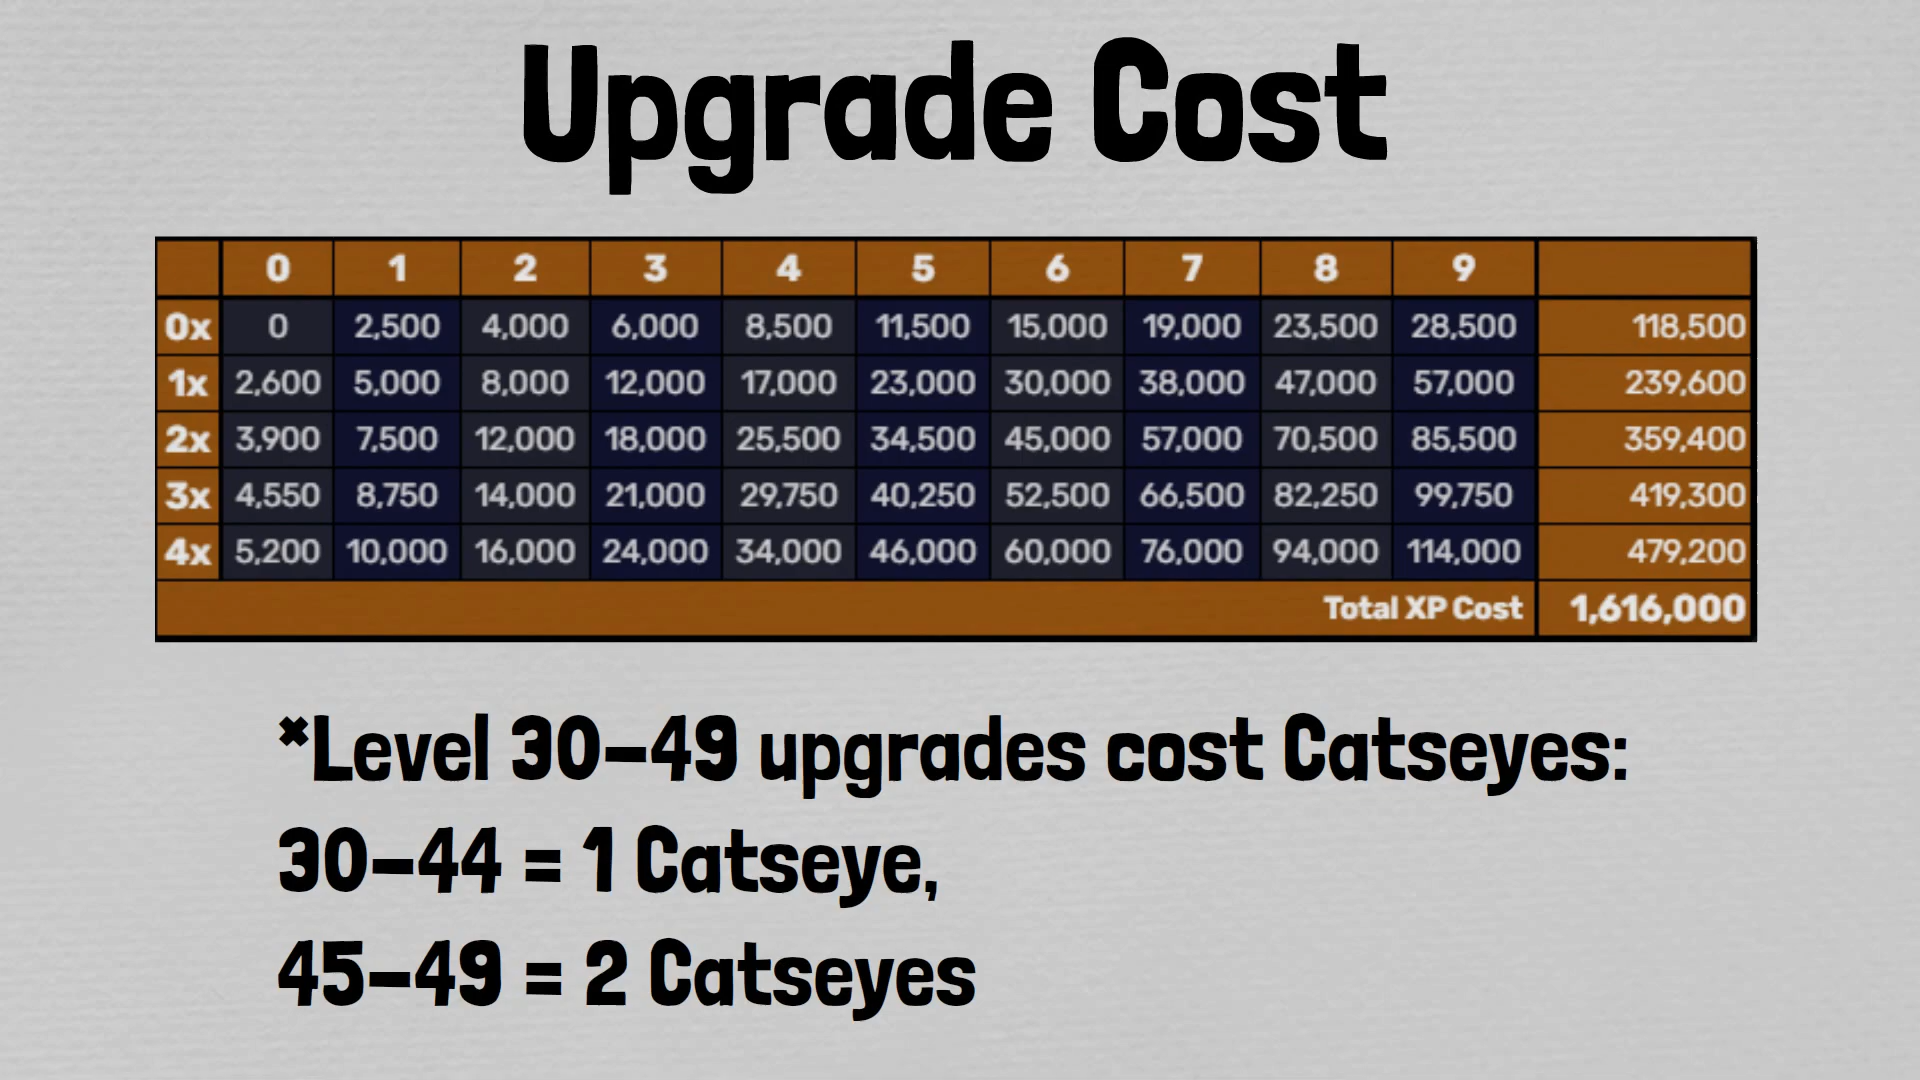 Upgrade Cost
0 1 2 3 4 5 6 7 8 9
0x 0 2,500 4,000 6,000 8,500 11,500 15,000 19,000 23,500 28,500 118,500
1x 2,600 5,000 8,000 12,000 17,000 23,000 30,000 38,000 47,000 57,000 239,600
2x 3,900 7,500 12,000 18,000 25,500 34,500 45,000 57,000 70,500 85,500 359,400
3x 4,550 8,750 14,000 21,000 29,750 40,250 52,500 66,500 82,250 99,750 419,300
4x 5,200 10,000 16,000 24,000 34,000 46,000 60,000 76,000 94,000 114,000 479,200
Total XP Cost 1,616,000
*Level 30-49 upgrades cost Catseyes:
30-44 = 1 Catseye,
45-49 = 2 Catseyes